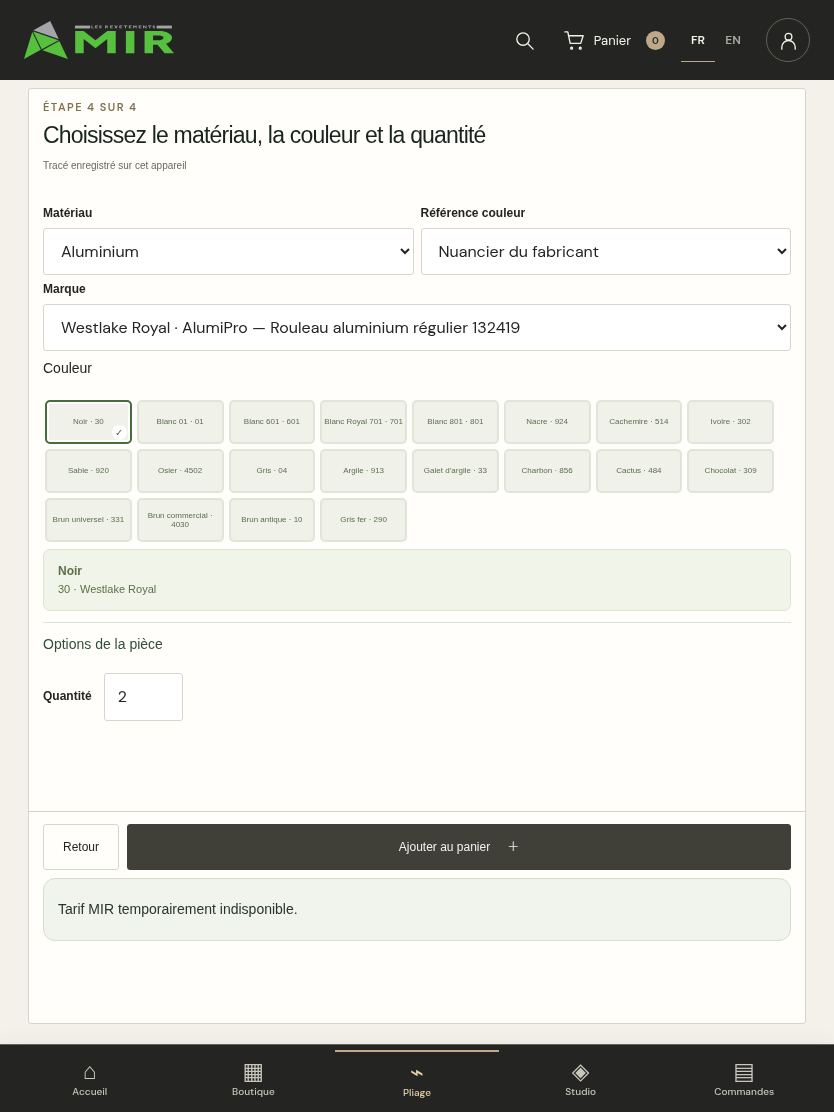 LES REVÊTEMENTS
MIR
Panier
0
FR
EN
ÉTAPE 4 SUR 4
Choisissez le matériau, la couleur et la quantité
Tracé enregistré sur cet appareil
Matériau
Référence couleur
Aluminium
Nuancier du fabricant
Marque
Westlake Royal · AlumiPro — Rouleau aluminium régulier 132419
Couleur
Noir · 30
Blanc 01 · 01
Blanc 601 · 601
Blanc Royal 701 · 701
Blanc 801 · 801
Nacre · 924
Cachemire · 514
Ivoire · 302
Sable · 920
Osier · 4502
Gris · 04
Argile · 913
Galet d'argile · 33
Charbon · 856
Cactus · 484
Chocolat · 309
Brun universel · 331
Brun commercial ·
4030
Brun antique · 10
Gris fer · 290
Noir
30 · Westlake Royal
Options de la pièce
Quantité
2
Retour
Ajouter au panier +
Tarif MIR temporairement indisponible.
Accueil
Boutique
Pliage
Studio
Commandes